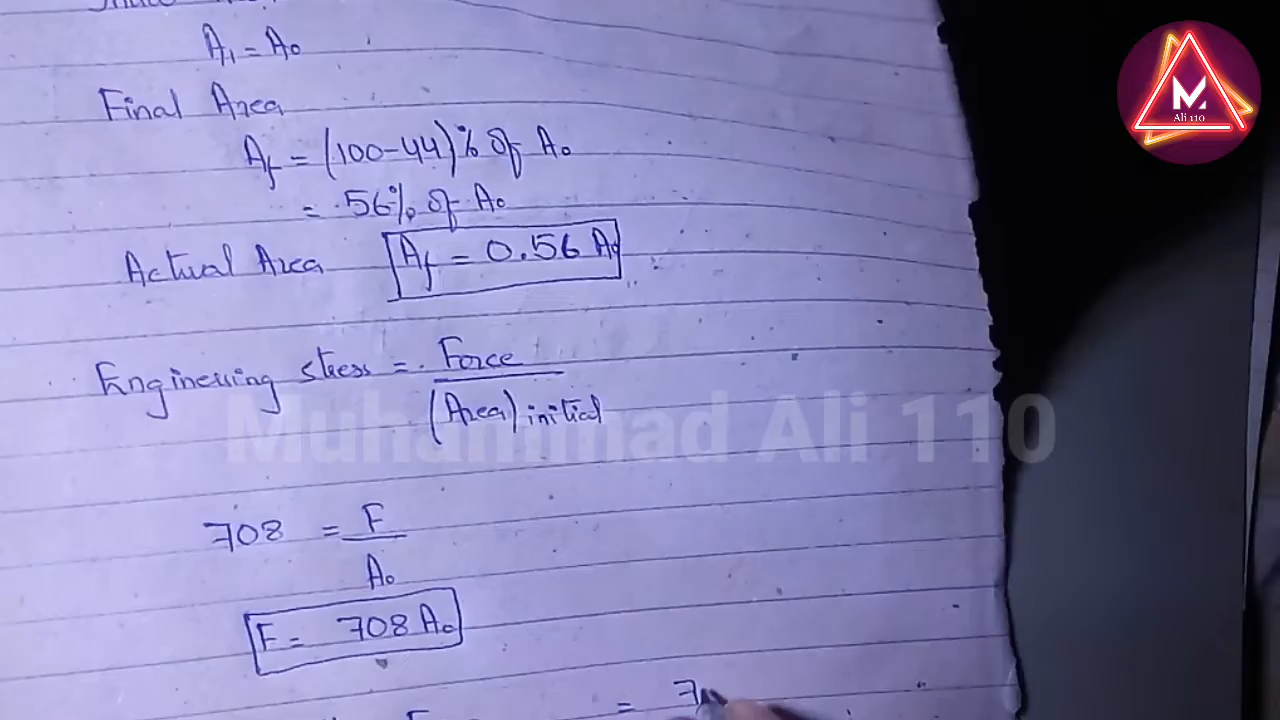 A₁ = A₀
Final Area
A_f = (100-44)% of A₀
= 56% of A₀
Actual Area A_f = 0.56 A₀
Engineering stress = Force
(Area) initial
708 = F
A₀
F = 708 A₀
=
M
Ali 110
Muhammad Ali 110